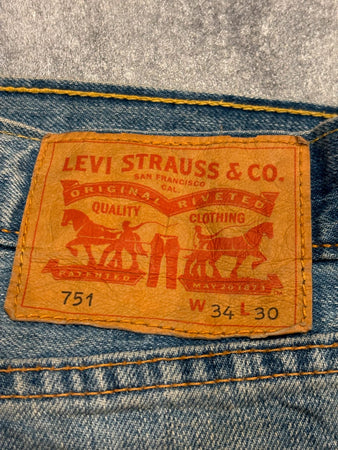 LEVI STRAUSS & CO.
SAN FRANCISCO
CAL.
ORIGINAL RIVETED
QUALITY CLOTHING
PATENTED MAY 20 1873
751 W 34 L 30